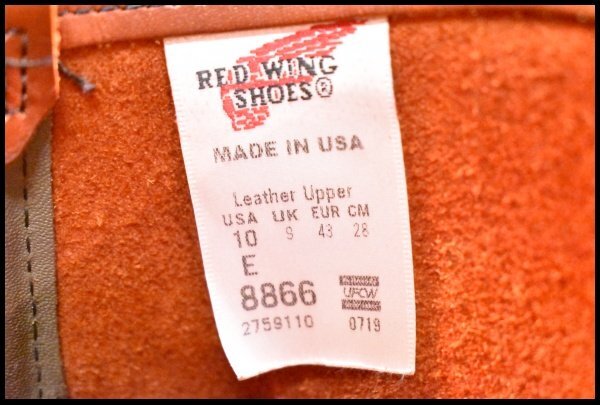 RED WING
SHOES®
MADE IN USA
Leather Upper
USA UK EUR CM
10 9 43 28
E
8866
UFCW
2759110 0719